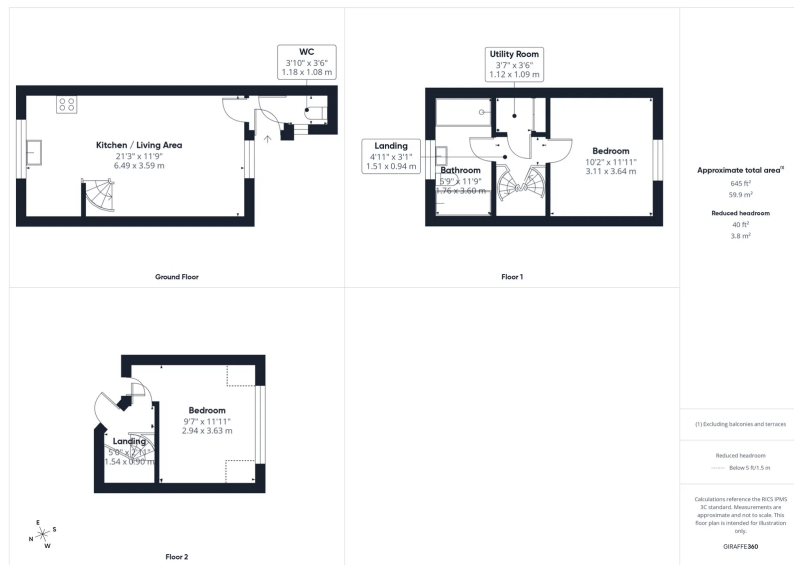 WC
3'10" x 3'6"
1.18 x 1.08 m
Kitchen / Living Area
21'3" x 11'9"
6.49 x 3.59 m
Ground Floor
Utility Room
3'7" x 3'6"
1.12 x 1.09 m
Landing
4'11" x 3'1"
1.51 x 0.94 m
Bathroom
5'9" x 11'9"
1.76 x 3.60 m
Bedroom
10'2" x 11'11"
3.11 x 3.64 m
Floor 1
Approximate total area(1)
645 ft²
59.9 m²
Reduced headroom
40 ft²
3.8 m²
Bedroom
9'7" x 11'11"
2.94 x 3.63 m
Landing
5'0" x 2'11"
1.54 x 0.90 m
E
S
N
W
Floor 2
(1) Excluding balconies and terraces
Reduced headroom
Below 5 ft/1.5 m
Calculations reference the RICS IPMS
3C standard. Measurements are
approximate and not to scale. This
floor plan is intended for illustration
only.
GIRAFFE360